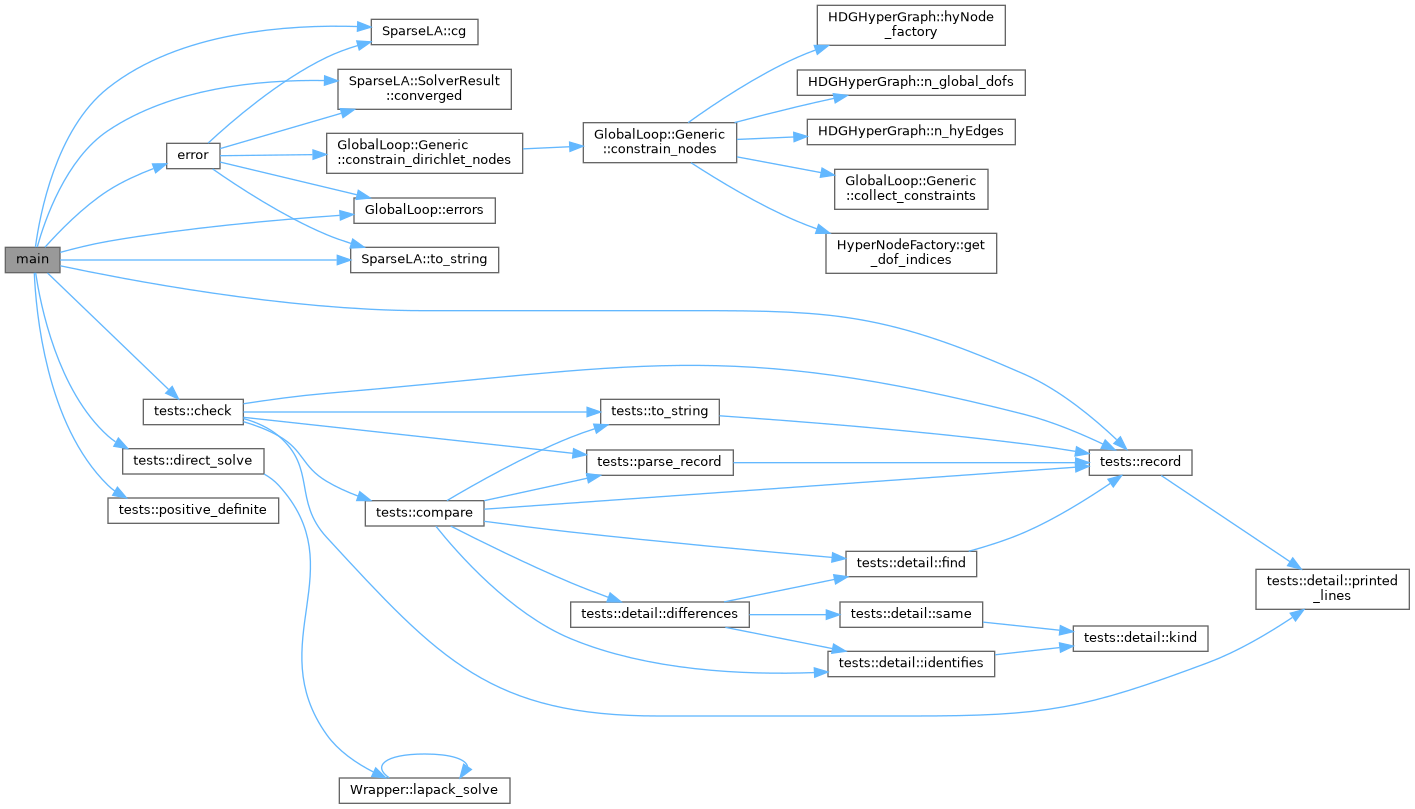 main
error
SparseLA::cg
SparseLA::SolverResult
::converged
GlobalLoop::Generic
::constrain_dirichlet_nodes
GlobalLoop::errors
SparseLA::to_string
GlobalLoop::Generic
::constrain_nodes
HDGHyperGraph::hyNode
_factory
HDGHyperGraph::n_global_dofs
HDGHyperGraph::n_hyEdges
GlobalLoop::Generic
::collect_constraints
HyperNodeFactory::get
_dof_indices
tests::check
tests::direct_solve
tests::positive_definite
tests::to_string
tests::parse_record
tests::compare
tests::record
tests::detail::find
tests::detail::differences
tests::detail::same
tests::detail::identifies
tests::detail::kind
tests::detail::printed
_lines
Wrapper::lapack_solve